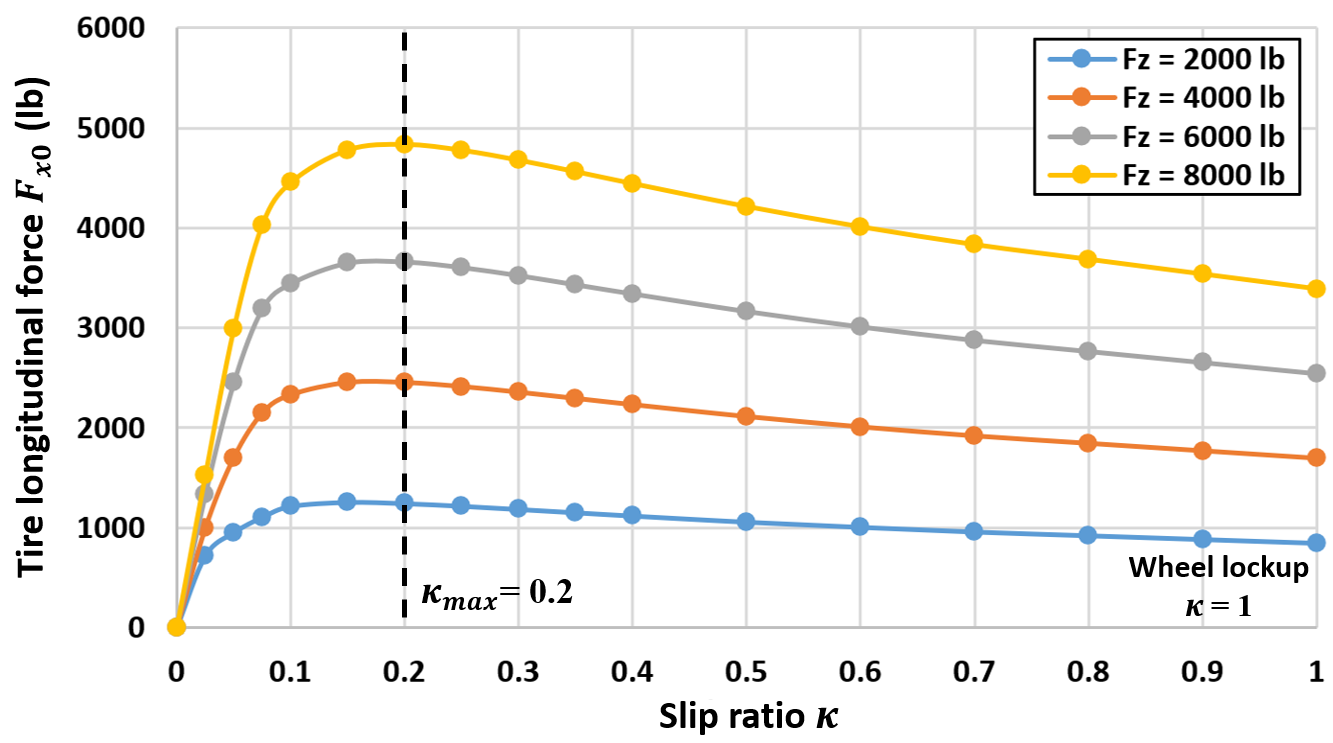 6000
5000
4000
3000
2000
1000
0
Tire longitudinal force Fx0 (lb)
Fz = 2000 lb
Fz = 4000 lb
Fz = 6000 lb
Fz = 8000 lb
κmax= 0.2
Wheel lockup
κ = 1
0 0.1 0.2 0.3 0.4 0.5 0.6 0.7 0.8 0.9 1
Slip ratio κ